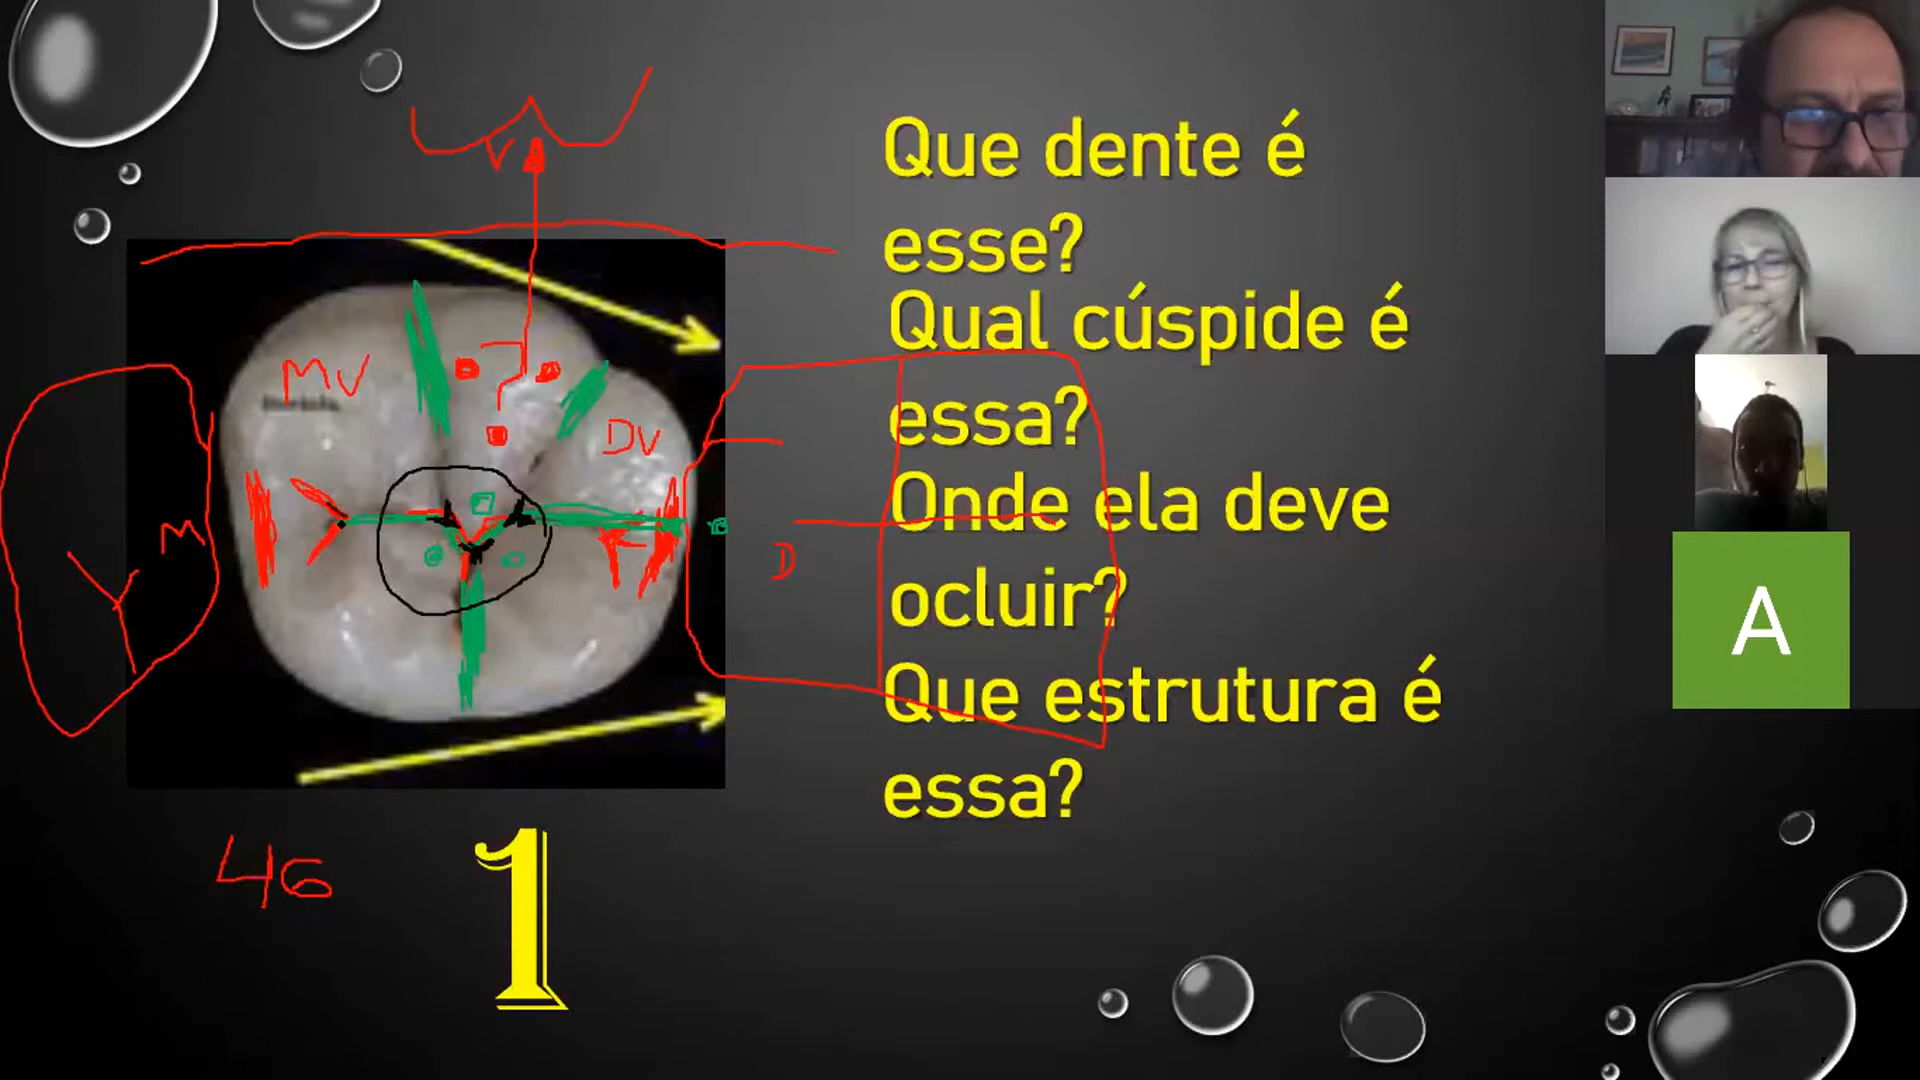 Que dente é
esse?
Qual cúspide é
essa?
Onde ela deve
ocluir?
Que estrutura é
essa?
V
MV
DV
M
D
46
1
A